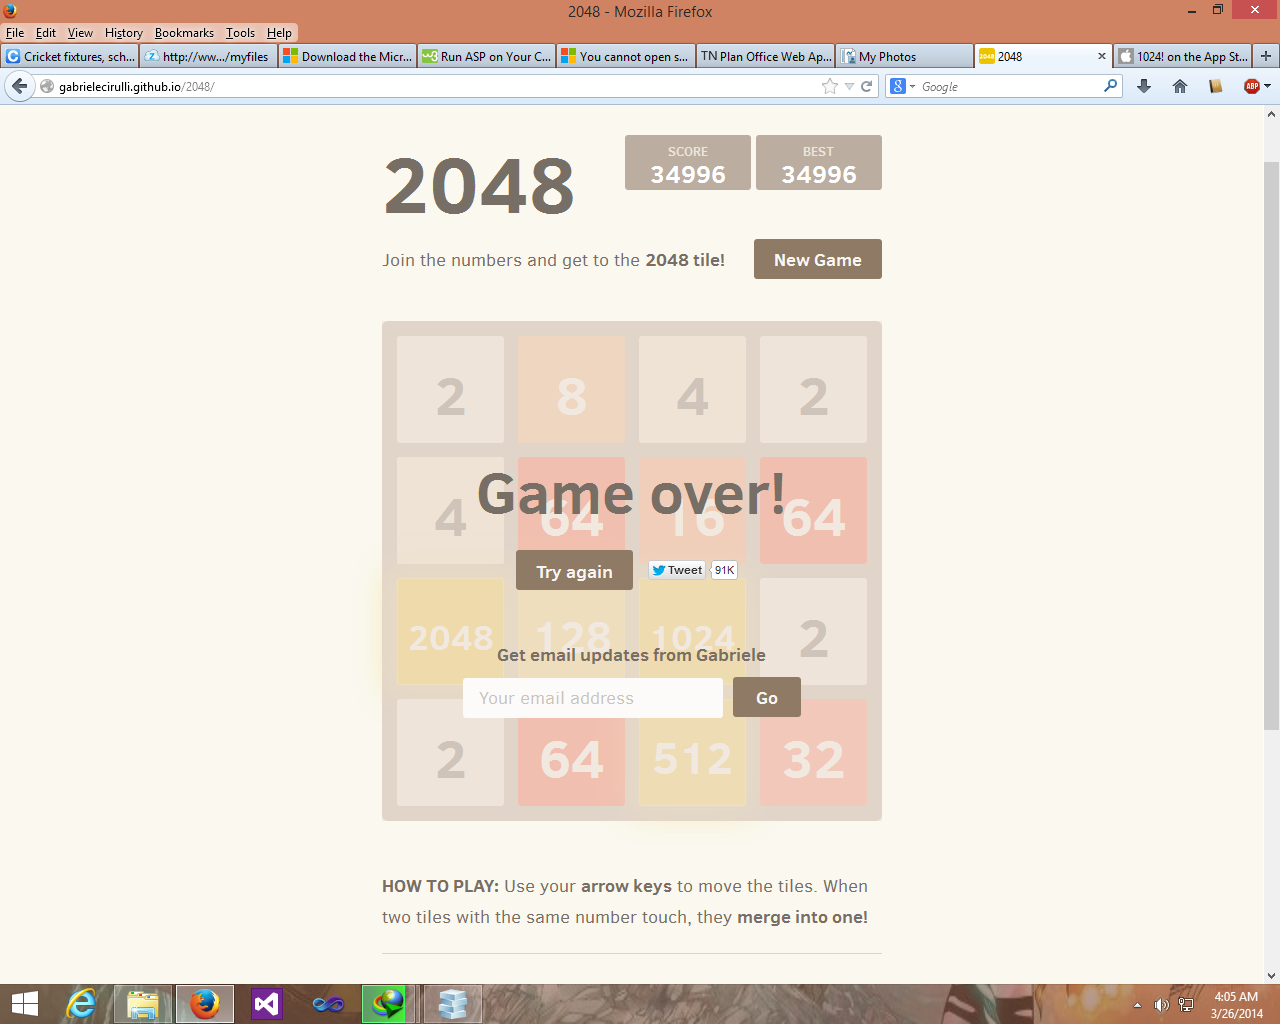 2048 - Mozilla Firefox
File Edit View History Bookmarks Tools Help
Cricket fixtures, sch... http://ww.../myfiles Download the Micr... Run ASP on Your C... You cannot open s... TN Plan Office Web Ap... My Photos 2048 2048 1024! on the App St...
gabrielecirulli.github.io/2048/ Google ABP
2048
SCORE BEST
34996 34996
Join the numbers and get to the 2048 tile! New Game
2 8 4 2
Game over!
4 64 16 64
Try again Tweet 91K
2048 128 1024 2
Get email updates from Gabriele
Your email address Go
2 64 512 32
HOW TO PLAY: Use your arrow keys to move the tiles. When
two tiles with the same number touch, they merge into one!
4:05 AM
3/26/2014